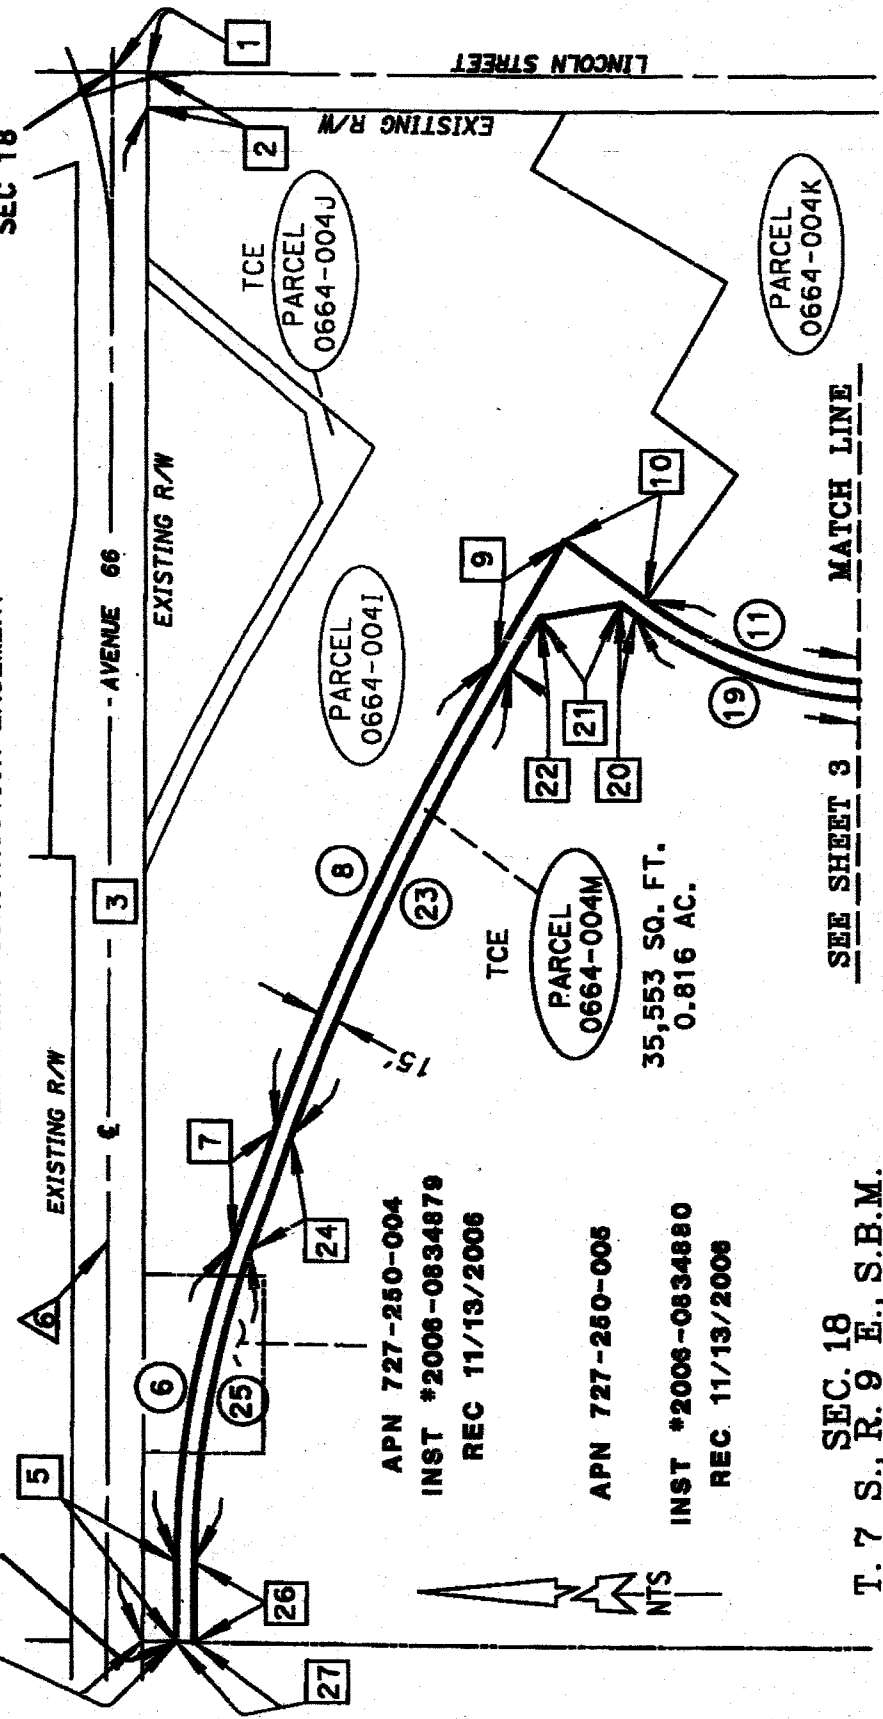 SEC 18
1
2
LINCOLN STREET
EXISTING R/W
TCE
PARCEL
0664-004J
PARCEL
0664-004K
AVENUE 66
EXISTING R/W
3
EXISTING R/W
℄
6
5
PARCEL
0664-004I
9
10
11
19
21
22
20
8
23
15'
7
24
6
25
26
27
TCE
PARCEL
0664-004M
35,553 SQ. FT.
0.816 AC.
APN 727-250-004
INST #2006-0834879
REC 11/13/2006
APN 727-250-005
INST #2006-0834880
REC 11/13/2006
NTS
SEE SHEET 3 MATCH LINE
SEC. 18
T. 7 S., R. 9 E., S.B.M.